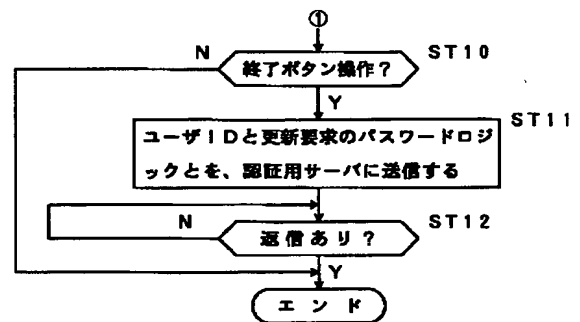 ①
N
終了ボタン操作?
ST10
Y
ユーザIDと更新要求のパスワードロジ
ックとを、認証用サーバに送信する
ST11
N
返信あり?
ST12
Y
エンド